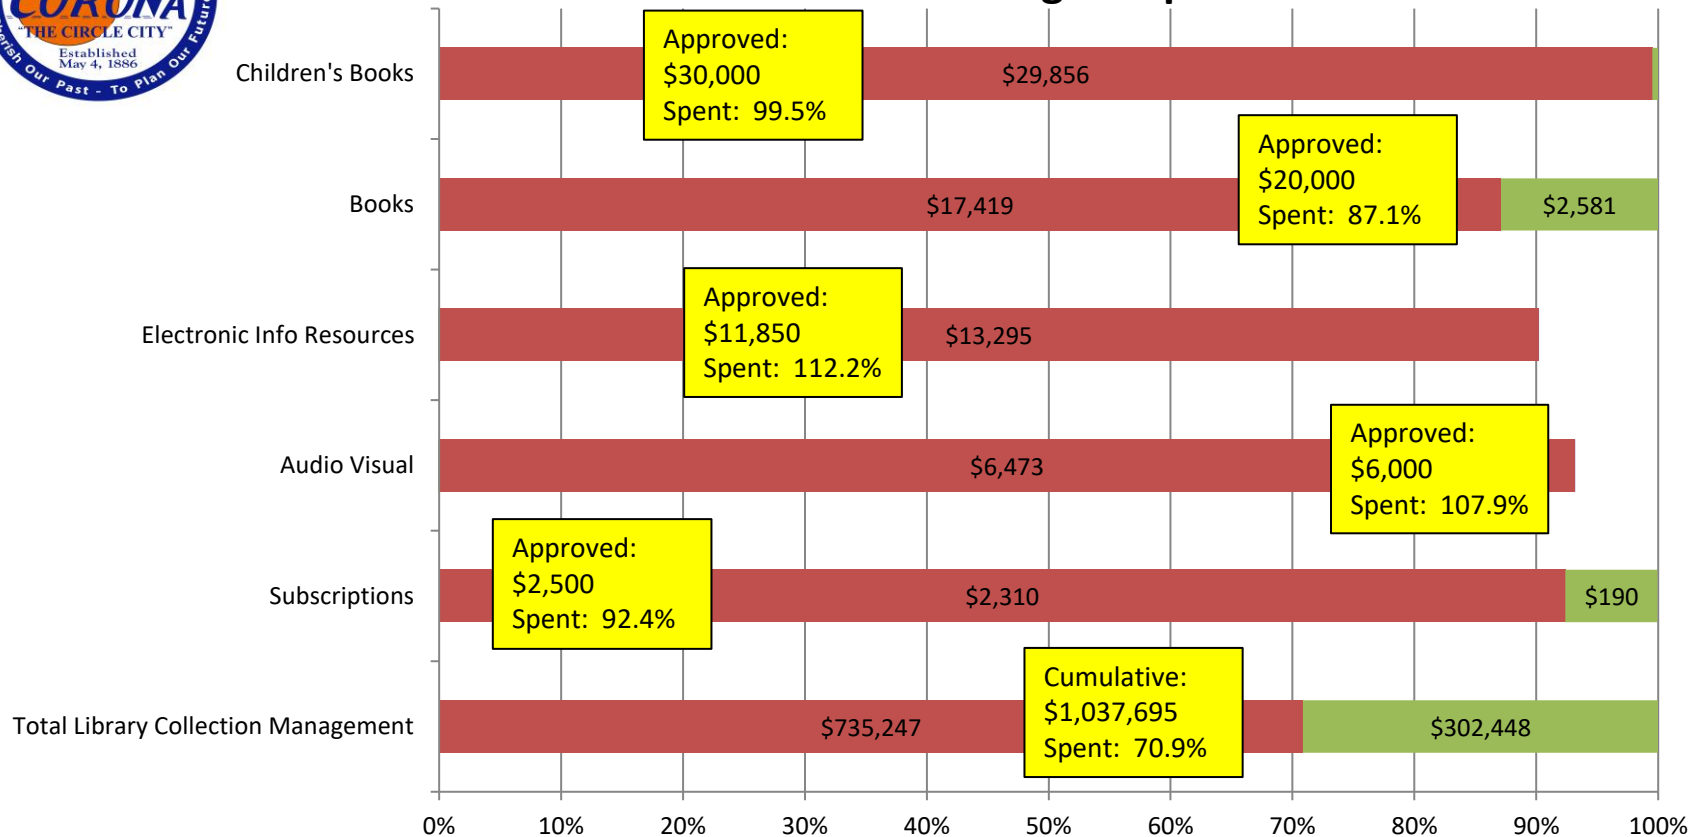 CORONA
"THE CIRCLE CITY"
Established
May 4, 1886
Our Past - To Plan Our Future
Children's Books
Approved:
$30,000
Spent: 99.5%
$29,856
Books
$17,419
Approved:
$20,000
Spent: 87.1%
$2,581
Electronic Info Resources
Approved:
$11,850
Spent: 112.2%
$13,295
Audio Visual
$6,473
Approved:
$6,000
Spent: 107.9%
Subscriptions
Approved:
$2,500
Spent: 92.4%
$2,310
$190
Total Library Collection Management
$735,247
Cumulative:
$1,037,695
Spent: 70.9%
$302,448
0% 10% 20% 30% 40% 50% 60% 70% 80% 90% 100%